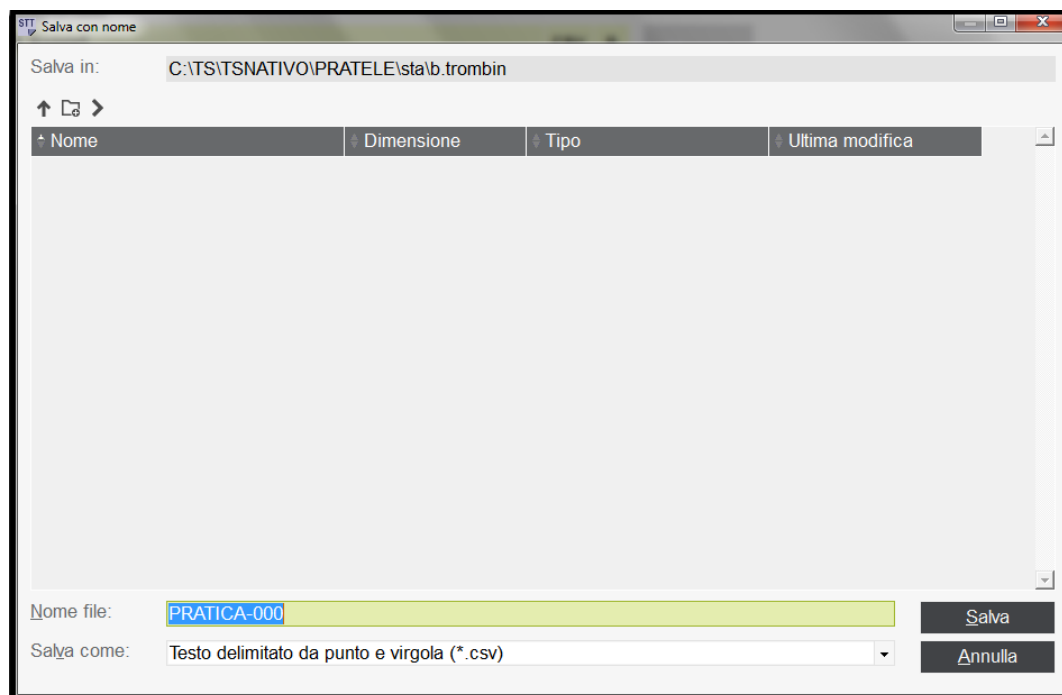 STT Salva con nome
Salva in: C:\TS\TSNATIVO\PRATELE\sta\b.trombin
Nome Dimensione Tipo Ultima modifica
Nome file: PRATICA-000 Salva
Salva come: Testo delimitato da punto e virgola (*.csv) Annulla